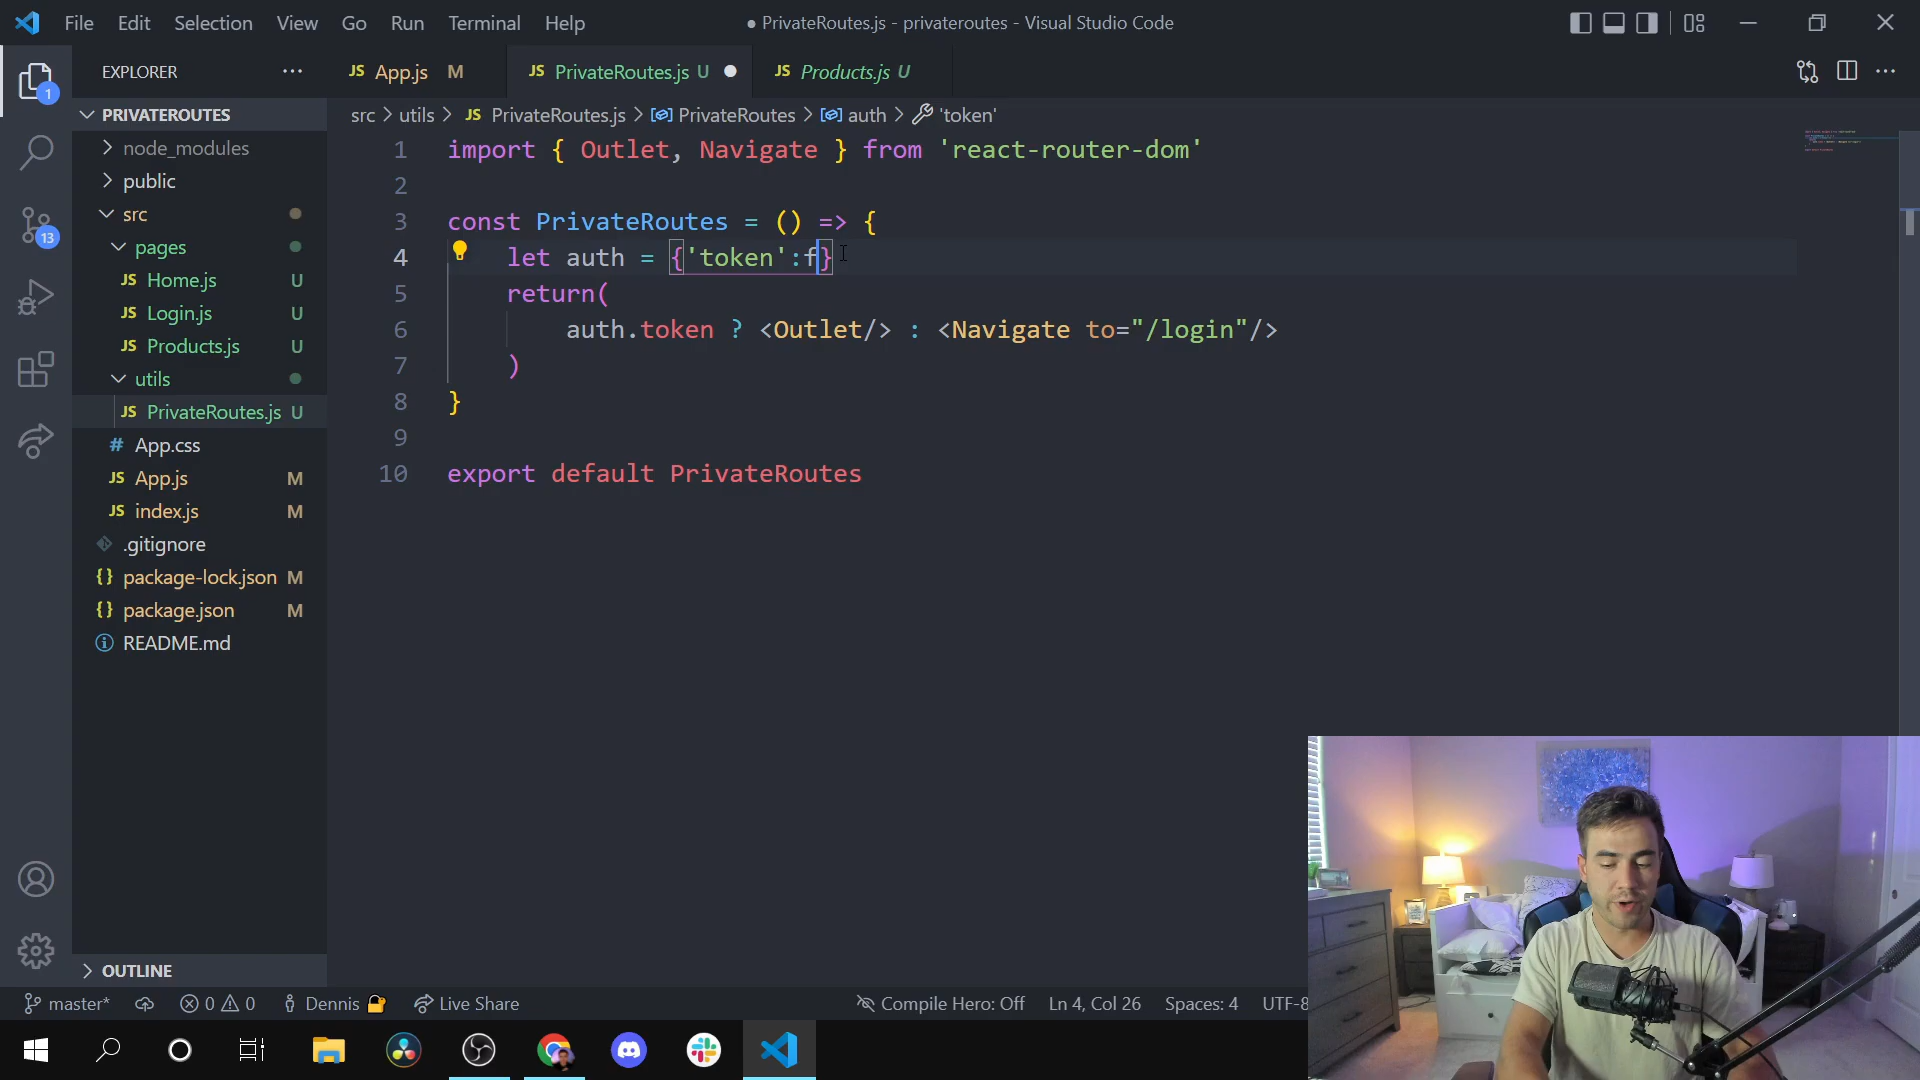 File Edit Selection View Go Run Terminal Help
● PrivateRoutes.js - privateroutes - Visual Studio Code
EXPLORER
JS App.js M
JS PrivateRoutes.js U
JS Products.js U
1
PRIVATEROUTES
src > utils > JS PrivateRoutes.js > PrivateRoutes > auth > 'token'
node_modules
public
src
pages
JS Home.js U
JS Login.js U
JS Products.js U
utils
JS PrivateRoutes.js U
# App.css
JS App.js M
JS index.js M
.gitignore
{} package-lock.json M
{} package.json M
README.md
OUTLINE
13
1 import { Outlet, Navigate } from 'react-router-dom'
2
3 const PrivateRoutes = () => {
4 let auth = {'token':f}
5 return(
6 auth.token ? <Outlet/> : <Navigate to="/login"/>
7 )
8 }
9
10 export default PrivateRoutes
master* 0 0 Dennis Live Share Compile Hero: Off Ln 4, Col 26 Spaces: 4 UTF-8